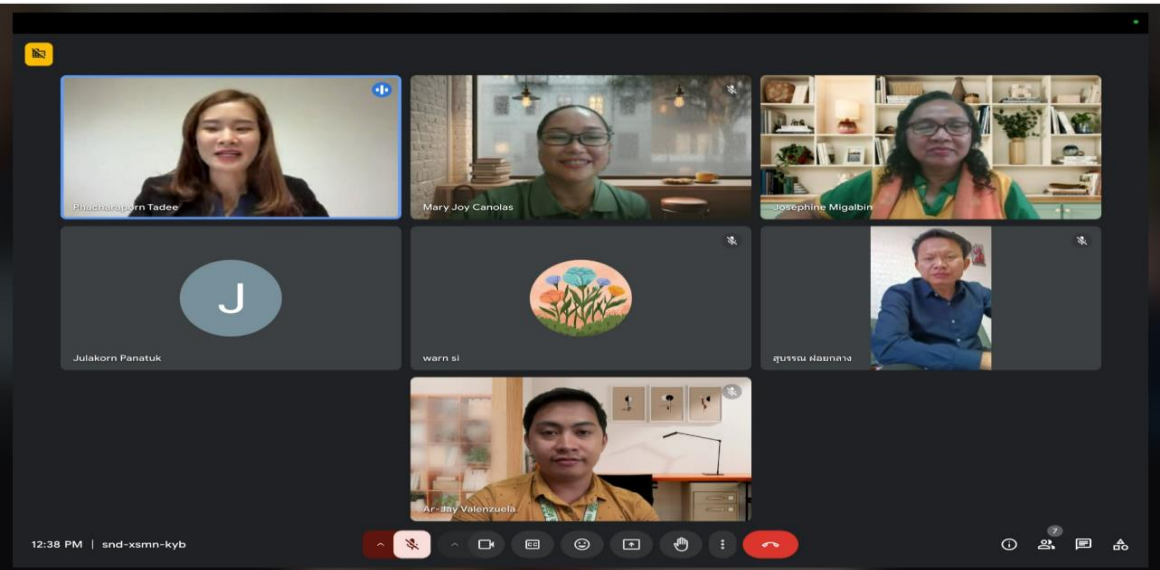 Phacharaporn Tadee
Mary Joy Canolas
Josephine Migalbin
J
Julakorn Panatuk
warn si
สุบรรณ ฝอยกลาง
Ar-Jay Valenzuela
12:38 PM | snd-xsmn-kyb
CC
7